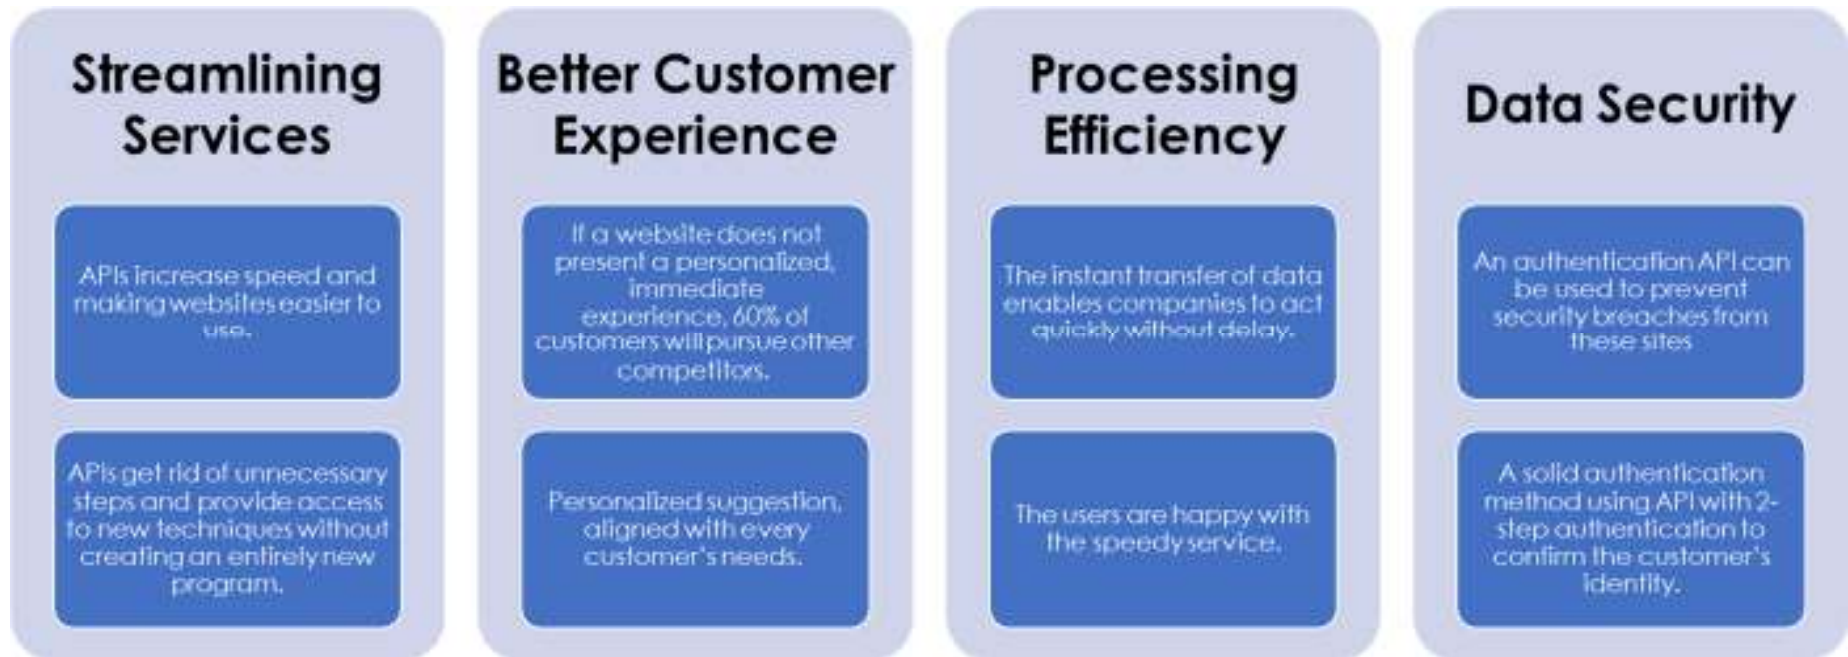 Streamlining
Services
APIs increase speed and
making websites easier to
use.
APIs get rid of unnecessary
steps and provide access
to new techniques without
creating an entirely new
program.
Better Customer
Experience
If a website does not
present a personalized,
immediate
experience, 60% of
customers will pursue other
competitors.
Personalized suggestion,
aligned with every
customer's needs.
Processing
Efficiency
The instant transfer of data
enables companies to act
quickly without delay.
The users are happy with
the speedy service.
Data Security
An authentication API can
be used to prevent
security breaches from
these sites
A solid authentication
method using API with 2-
step authentication to
confirm the customer's
identity.